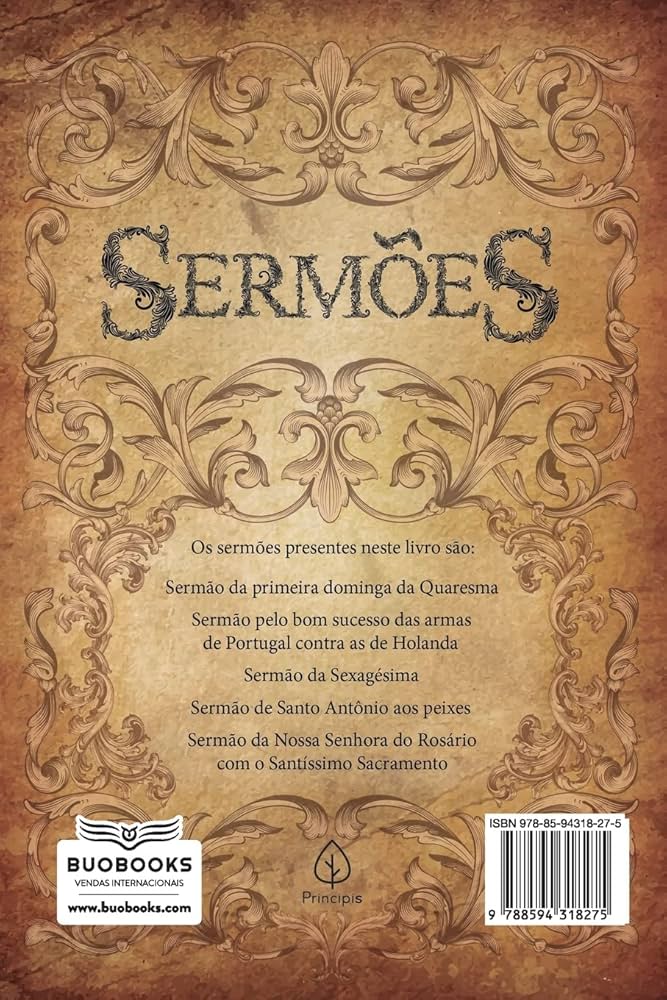 SERMÕES
Os sermões presentes neste livro são:
Sermão da primeira dominga da Quaresma
Sermão pelo bom sucesso das armas
de Portugal contra as de Holanda
Sermão da Sexagésima
Sermão de Santo Antônio aos peixes
Sermão da Nossa Senhora do Rosário
com o Santíssimo Sacramento
BUOBOOKS
VENDAS INTERNACIONAIS
www.buobooks.com
Principis
ISBN 978-85-94318-27-5
9 788594 318275